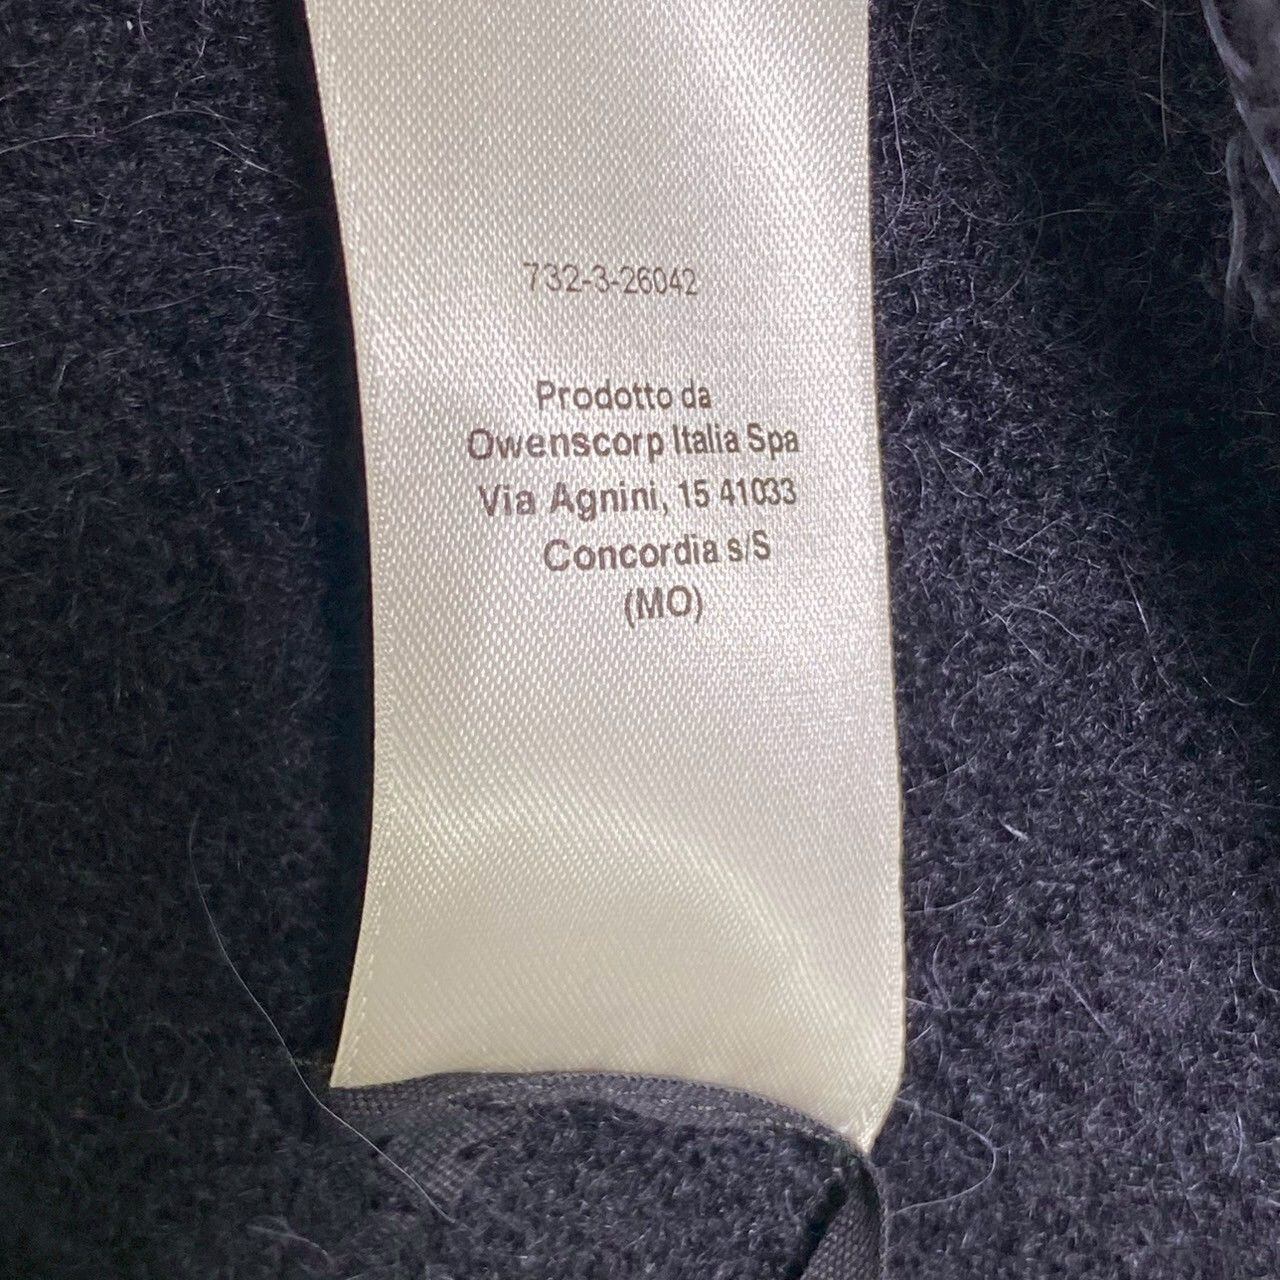 732-3-26042
Prodotto da
Owenscorp Italia Spa
Via Agnini, 15 41033
Concordia s/S
(MO)